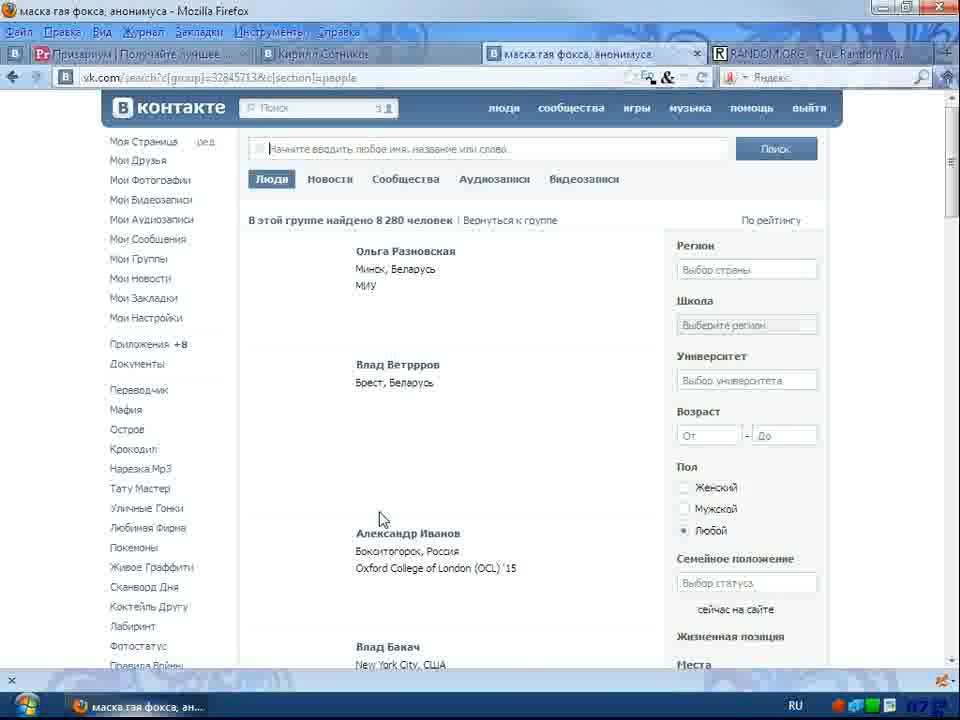 маска гая фокса, анонимуса - Mozilla Firefox
Файл Правка Вид Журнал Закладки Инструменты Справка
Призариум | Получайте лучшее...
Кирилл Сотников
маска гая фокса, анонимуса
RANDOM.ORG - True Random Nu...
vk.com/search?c[group]=32845713&c[section]=people
Яндекс
В контакте
Поиск
люди сообщества игры музыка помощь выйти
Моя Страница ред.
Мои Друзья
Мои Фотографии
Мои Видеозаписи
Мои Аудиозаписи
Мои Сообщения
Мои Группы
Мои Новости
Мои Закладки
Мои Настройки
Приложения +8
Документы
Переводчик
Мафия
Остров
Крокодил
Нарезка Mp3
Тату Мастер
Уличные Гонки
Любимая Фирма
Покемоны
Живое Граффити
Сканворд Дня
Коктейль Другу
Лабиринт
Фотостатус
Правда Войны
Начните вводить любое имя, название или слово
Поиск
Люди Новости Сообщества Аудиозаписи Видеозаписи
В этой группе найдено 8 280 человек | Вернуться к группе
По рейтингу
Ольга Разновская
Минск, Беларусь
МИУ
Влад Ветррров
Брест, Беларусь
Александр Иванов
Бокситогорск, Россия
Oxford College of London (OCL) '15
Влад Бакач
New York City, США
Регион
Выбор страны
Школа
Выберите регион
Университет
Выбор университета
Возраст
От - До
Пол
Женский
Мужской
Любой
Семейное положение
Выбор статуса
сейчас на сайте
Жизненная позиция
Места
маска гая фокса, ан...
RU